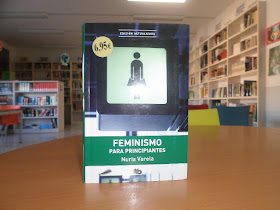 EDICIÓN ACTUALIZADA
6,95€
FEMINISMO
PARA PRINCIPIANTES
Nuria Varela